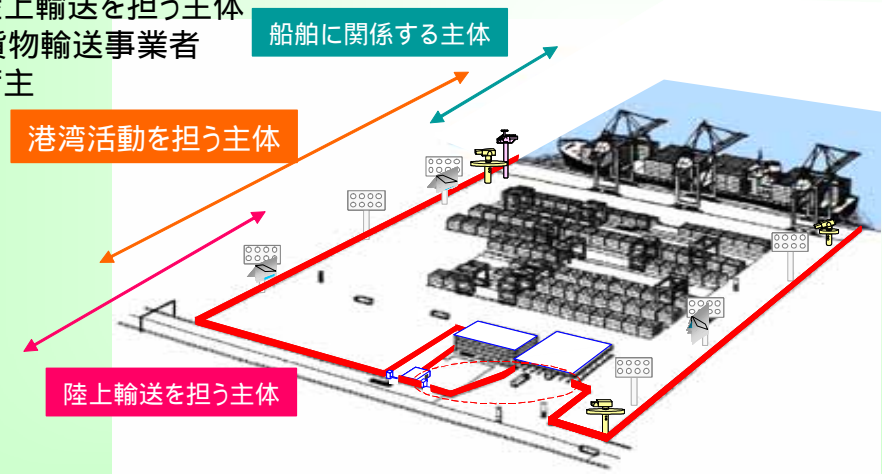 上輸送を担う主体
貨物輸送事業者
主
船舶に関係する主体
港湾活動を担う主体
陸上輸送を担う主体